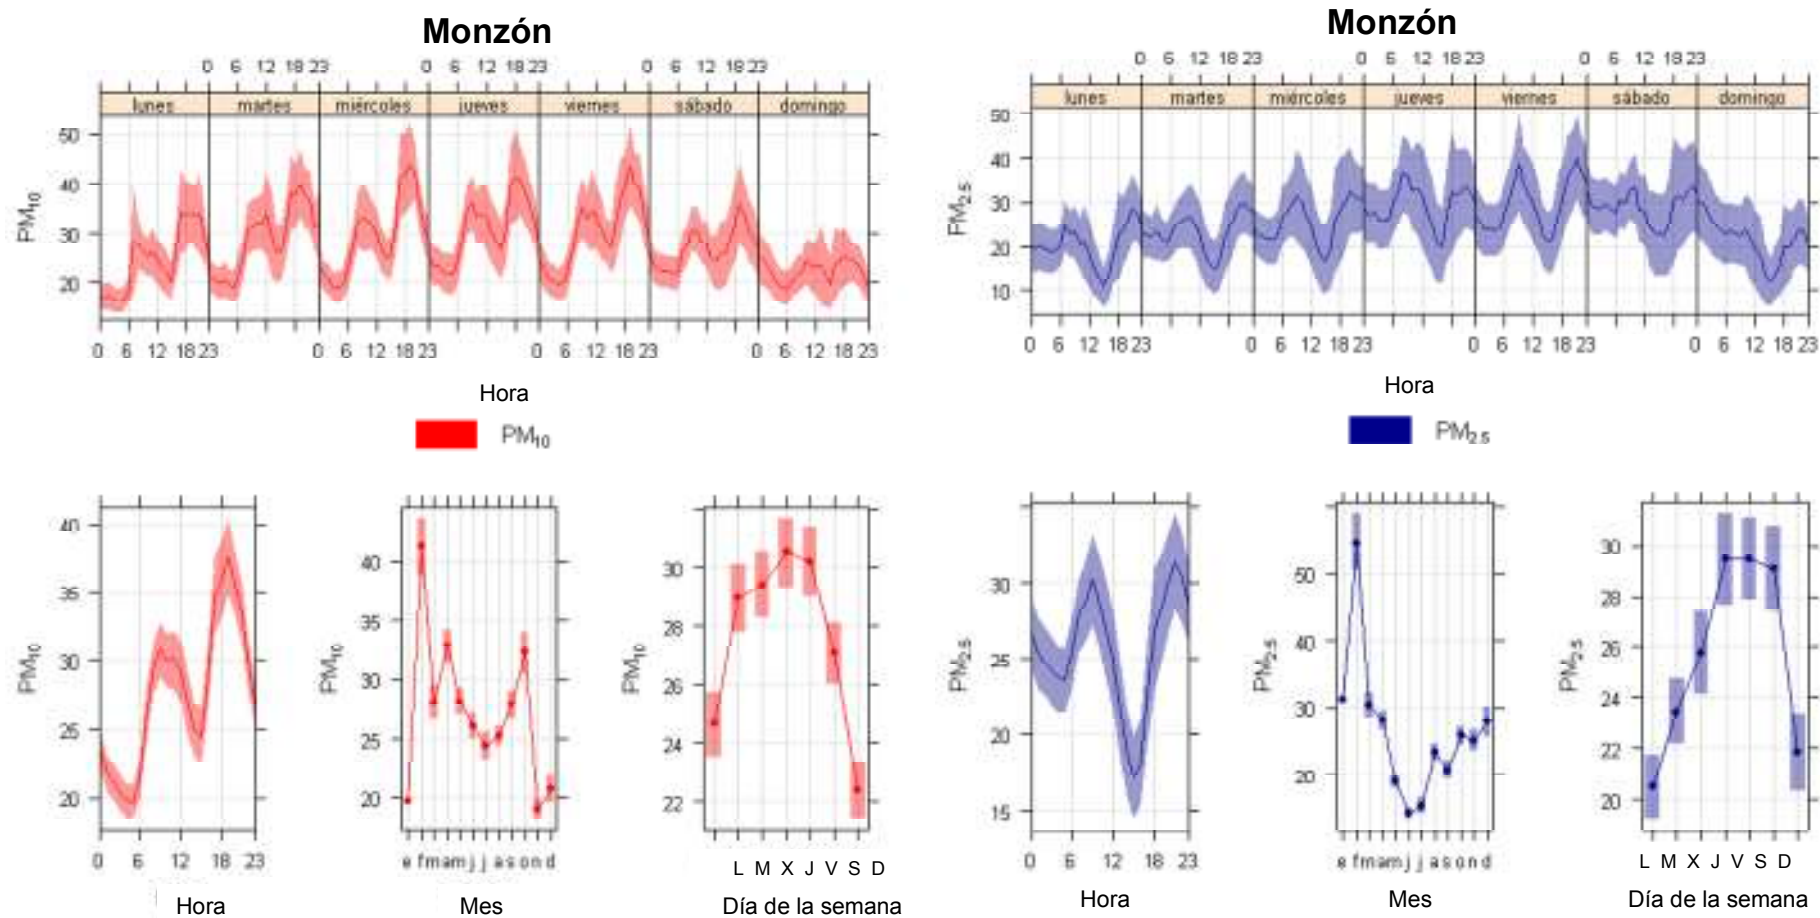 Monzón
0 6 12 18 23 0 6 12 18 23 0 6 12 18 23
lunes martes miércoles jueves viernes sábado domingo
50
40
30
20
PM10
0 6 12 18 23 0 6 12 18 23 0 6 12 18 23 0 6 12 18 23
Hora
PM10
40
35
30
25
20
PM10
0 6 12 18 23
Hora
40
35
30
25
20
PM10
e f m a m j j a s o n d
Mes
30
28
26
24
22
PM10
L M X J V S D
Día de la semana
Monzón
0 6 12 18 23 0 6 12 18 23 0 6 12 18 23
lunes martes miércoles jueves viernes sábado domingo
50
40
30
20
10
PM2.5
0 6 12 18 23 0 6 12 18 23 0 6 12 18 23 0 6 12 18 23
Hora
PM2.5
30
25
20
15
PM2.5
0 6 12 18 23
Hora
50
40
30
20
PM2.5
e f m a m j j a s o n d
Mes
30
28
26
24
22
20
PM2.5
L M X J V S D
Día de la semana